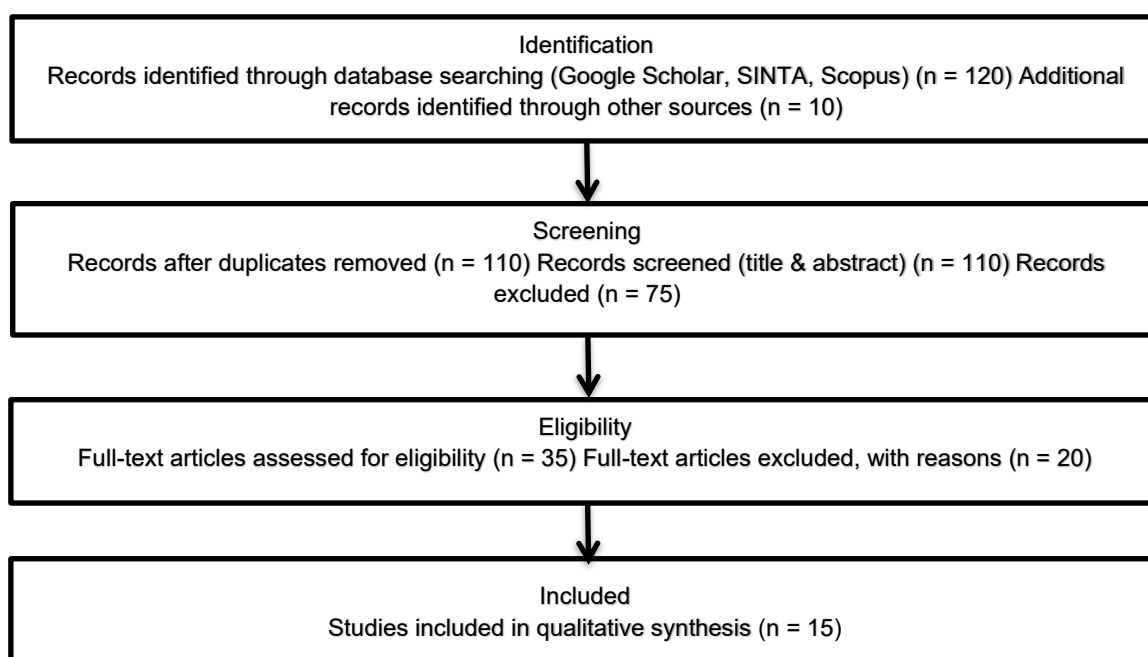 Identification
Records identified through database searching (Google Scholar, SINTA, Scopus) (n = 120) Additional
records identified through other sources (n = 10)
Screening
Records after duplicates removed (n = 110) Records screened (title & abstract) (n = 110) Records
excluded (n = 75)
Eligibility
Full-text articles assessed for eligibility (n = 35) Full-text articles excluded, with reasons (n = 20)
Included
Studies included in qualitative synthesis (n = 15)